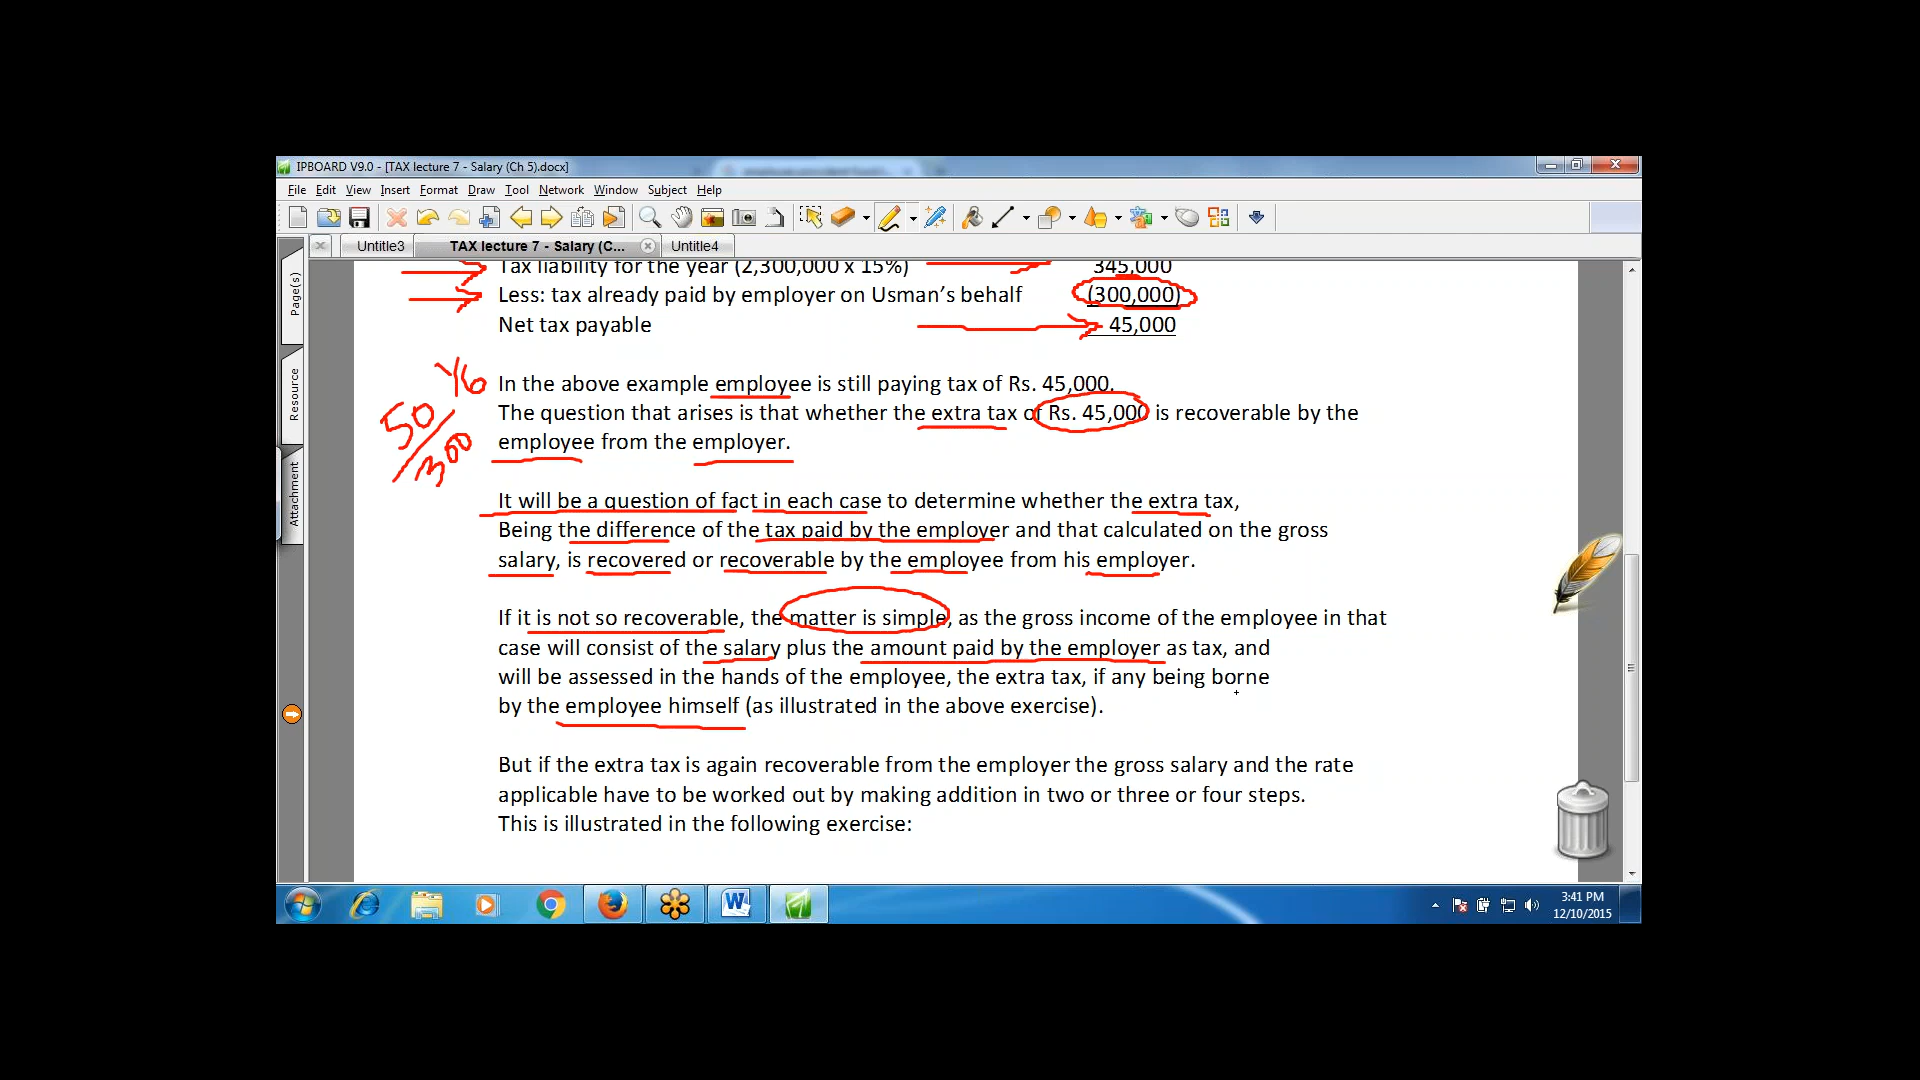 IPBOARD V9.0 - [TAX lecture 7 - Salary (Ch 5).docx]
File Edit View Insert Format Draw Tool Network Window Subject Help
Untitle3 TAX lecture 7 - Salary (C... Untitle4
Page(s)
Resource
Attachment
Tax liability for the year (2,300,000 x 15%) 345,000
Less: tax already paid by employer on Usman’s behalf (300,000)
Net tax payable 45,000
In the above example employee is still paying tax of Rs. 45,000.
The question that arises is that whether the extra tax of Rs. 45,000 is recoverable by the
employee from the employer.
50/300
It will be a question of fact in each case to determine whether the extra tax,
Being the difference of the tax paid by the employer and that calculated on the gross
salary, is recovered or recoverable by the employee from his employer.
If it is not so recoverable, the matter is simple, as the gross income of the employee in that
case will consist of the salary plus the amount paid by the employer as tax, and
will be assessed in the hands of the employee, the extra tax, if any being borne
by the employee himself (as illustrated in the above exercise).
But if the extra tax is again recoverable from the employer the gross salary and the rate
applicable have to be worked out by making addition in two or three or four steps.
This is illustrated in the following exercise:
3:41 PM
12/10/2015